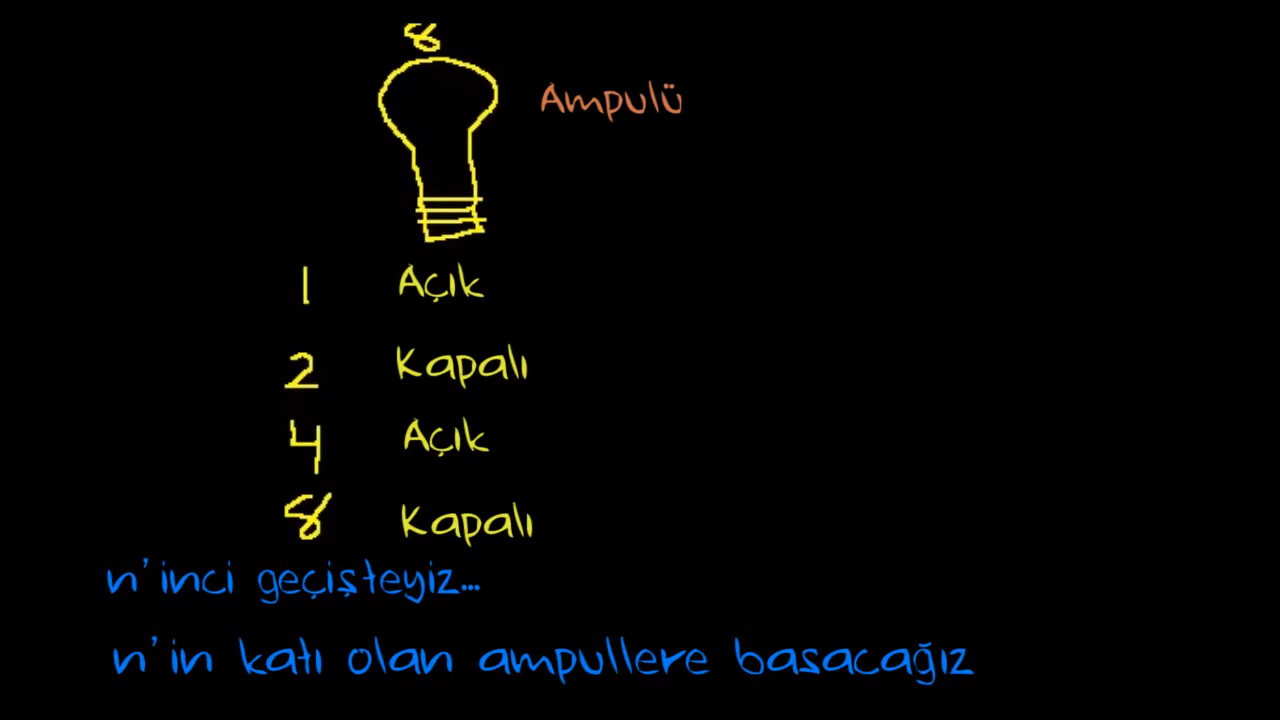 8
Ampulü
1 Açık
2 Kapalı
4 Açık
8 Kapalı
n'inci geçişteyiz...
n'in katı olan ampullere basacağız